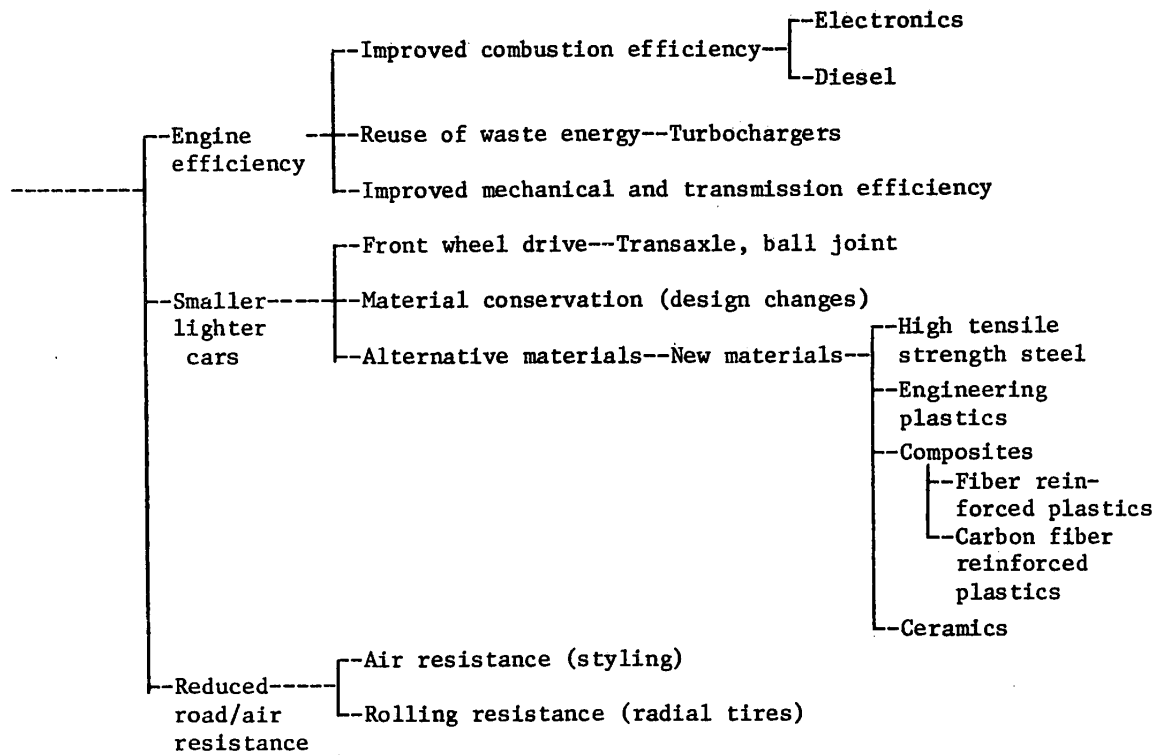 Electronics
Improved combustion efficiency
Diesel
Engine
efficiency
Reuse of waste energy--Turbochargers
Improved mechanical and transmission efficiency
Smaller
lighter
cars
Front wheel drive--Transaxle, ball joint
Material conservation (design changes)
Alternative materials--New materials
High tensile
strength steel
Engineering
plastics
Composites
Fiber rein-
forced plastics
Carbon fiber
reinforced
plastics
Ceramics
Reduced
road/air
resistance
Air resistance (styling)
Rolling resistance (radial tires)